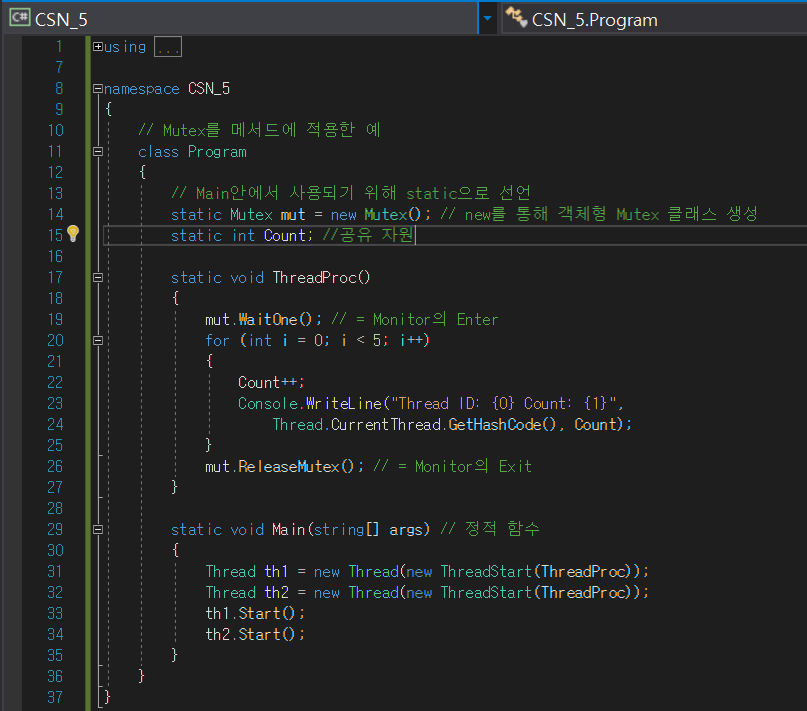 C# CSN_5
CSN_5.Program
1 using ...
7
8 namespace CSN_5
9 {
10 // Mutex를 메서드에 적용한 예
11 class Program
12 {
13 // Main안에서 사용되기 위해 static으로 선언
14 static Mutex mut = new Mutex(); // new를 통해 객체형 Mutex 클래스 생성
15 static int Count; //공유 자원
16
17 static void ThreadProc()
18 {
19 mut.WaitOne(); // = Monitor의 Enter
20 for (int i = 0; i < 5; i++)
21 {
22 Count++;
23 Console.WriteLine("Thread ID: {0} Count: {1}",
24 Thread.CurrentThread.GetHashCode(), Count);
25 }
26 mut.ReleaseMutex(); // = Monitor의 Exit
27 }
28
29 static void Main(string[] args) // 정적 함수
30 {
31 Thread th1 = new Thread(new ThreadStart(ThreadProc));
32 Thread th2 = new Thread(new ThreadStart(ThreadProc));
33 th1.Start();
34 th2.Start();
35 }
36 }
37 }